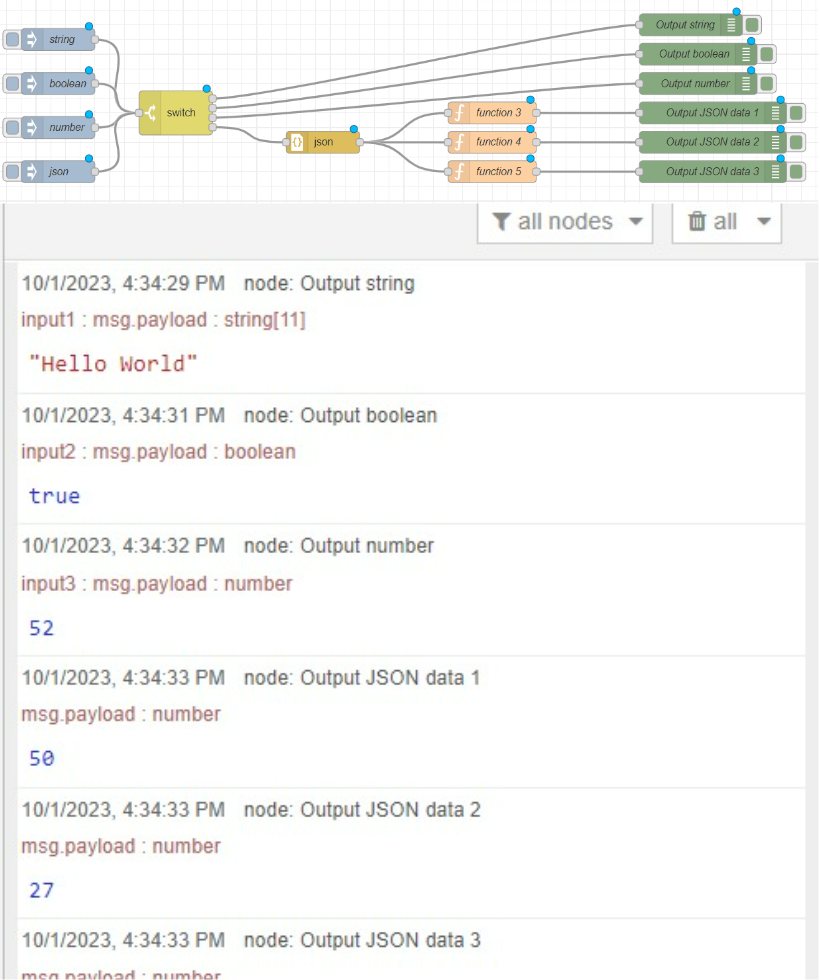 Output string
string
Output boolean
boolean
Output number
switch
function 3
Output JSON data 1
number
json
function 4
Output JSON data 2
json
function 5
Output JSON data 3
all nodes
all
10/1/2023, 4:34:29 PM node: Output string
input1 : msg.payload : string[11]
"Hello World"
10/1/2023, 4:34:31 PM node: Output boolean
input2 : msg.payload : boolean
true
10/1/2023, 4:34:32 PM node: Output number
input3 : msg.payload : number
52
10/1/2023, 4:34:33 PM node: Output JSON data 1
msg.payload : number
50
10/1/2023, 4:34:33 PM node: Output JSON data 2
msg.payload : number
27
10/1/2023, 4:34:33 PM node: Output JSON data 3
msg.payload : number